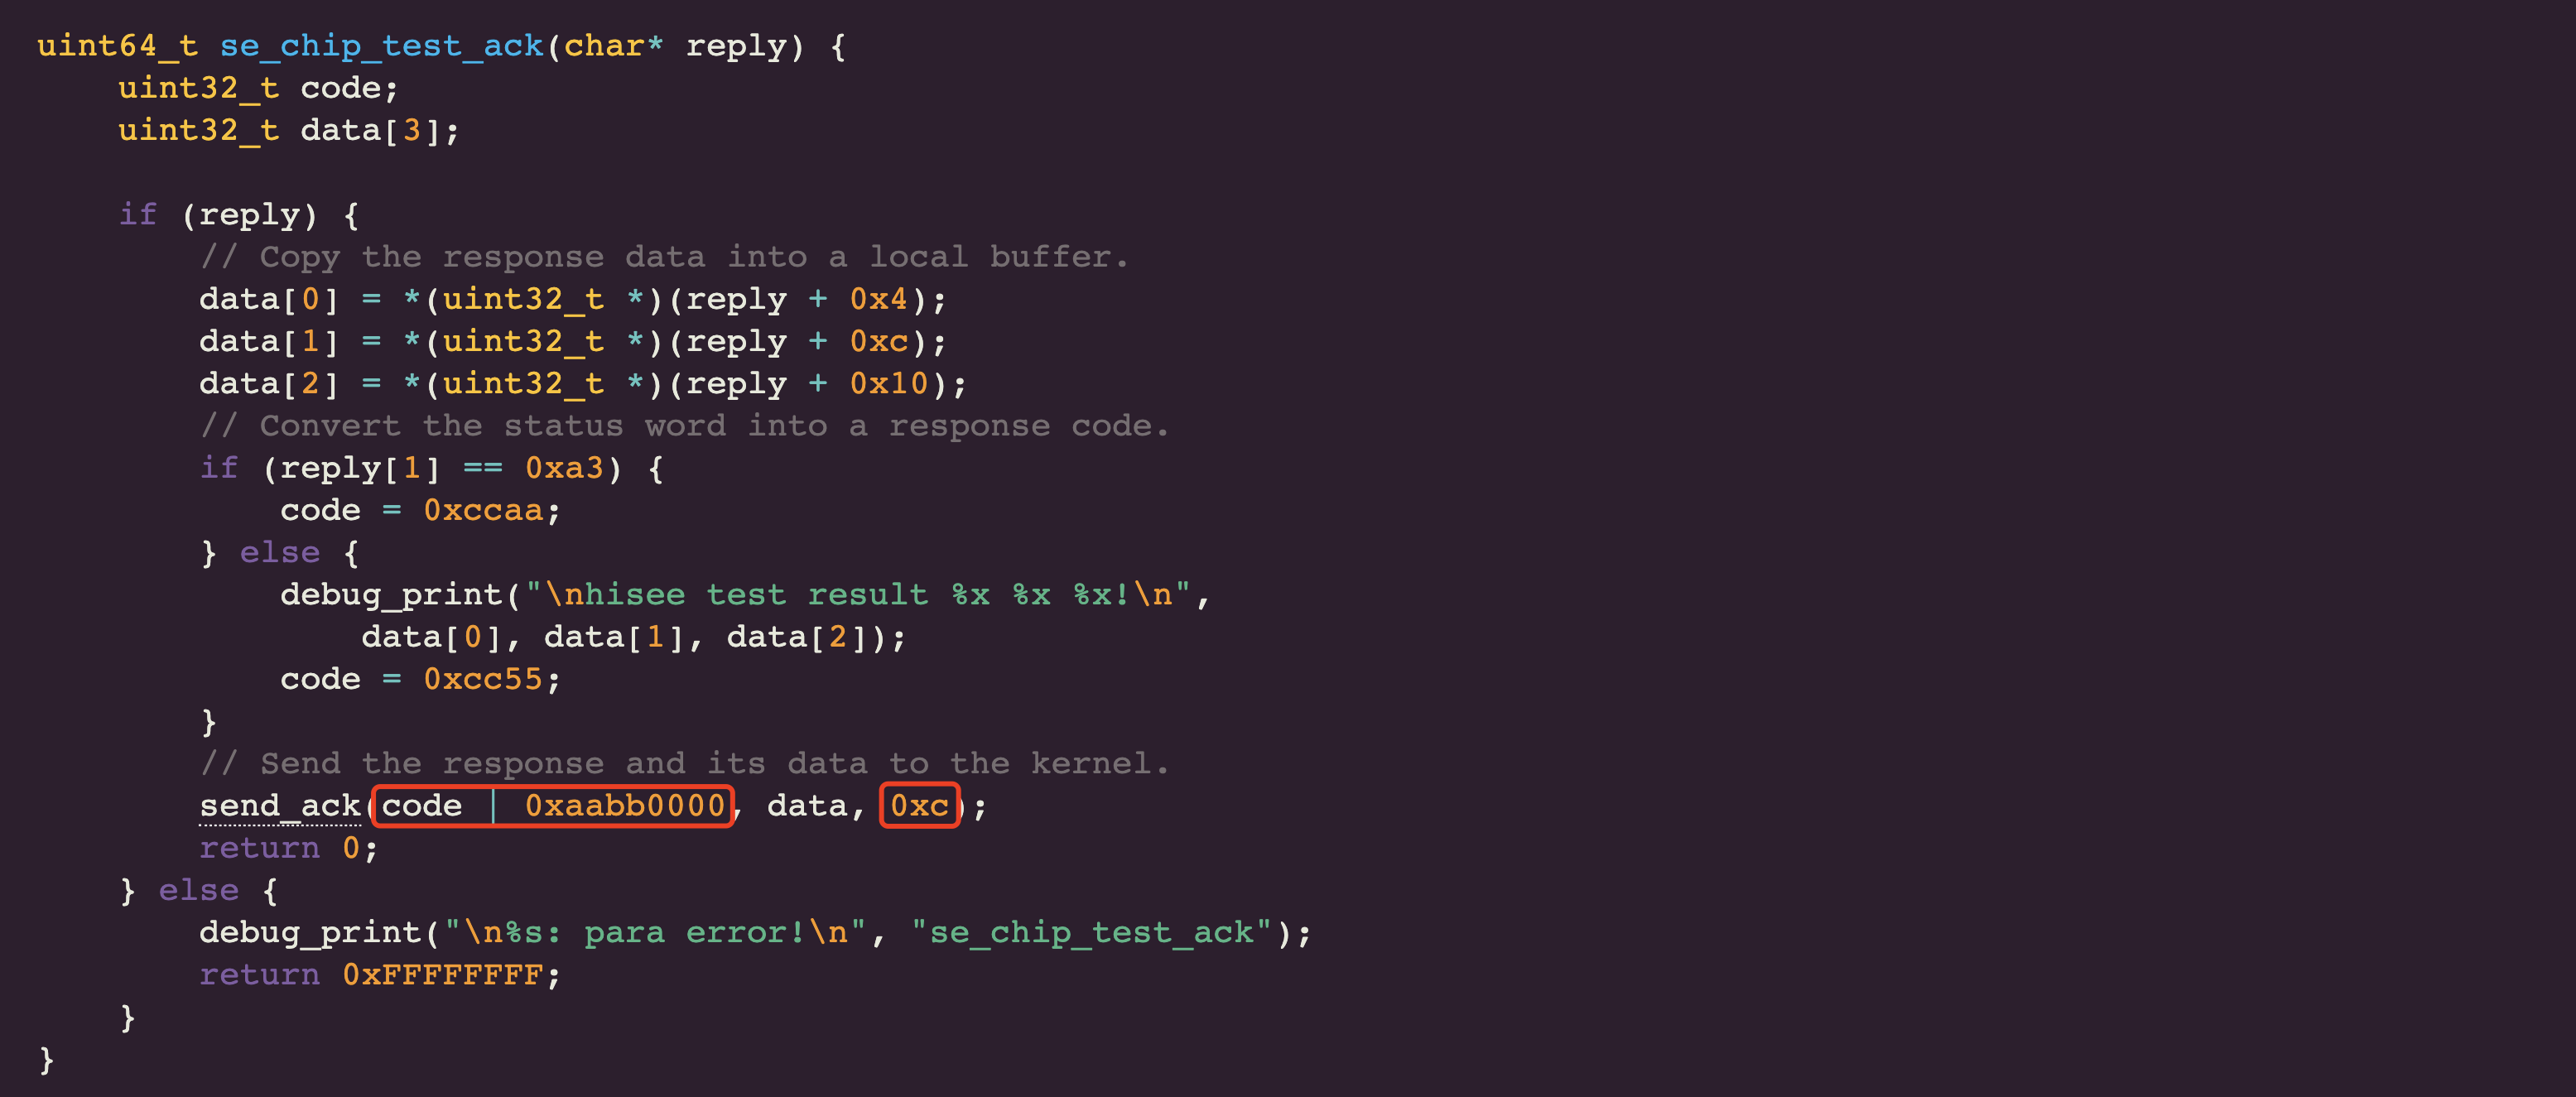 uint64_t se_chip_test_ack(char* reply) {
    uint32_t code;
    uint32_t data[3];

    if (reply) {
        // Copy the response data into a local buffer.
        data[0] = *(uint32_t *)(reply + 0x4);
        data[1] = *(uint32_t *)(reply + 0xc);
        data[2] = *(uint32_t *)(reply + 0x10);
        // Convert the status word into a response code.
        if (reply[1] == 0xa3) {
            code = 0xccaa;
        } else {
            debug_print("\nhisee test result %x %x %x!\n",
                data[0], data[1], data[2]);
            code = 0xcc55;
        }
        // Send the response and its data to the kernel.
        send_ack(code | 0xaabb0000, data, 0xc);
        return 0;
    } else {
        debug_print("\n%s: para error!\n", "se_chip_test_ack");
        return 0xFFFFFFFF;
    }
}